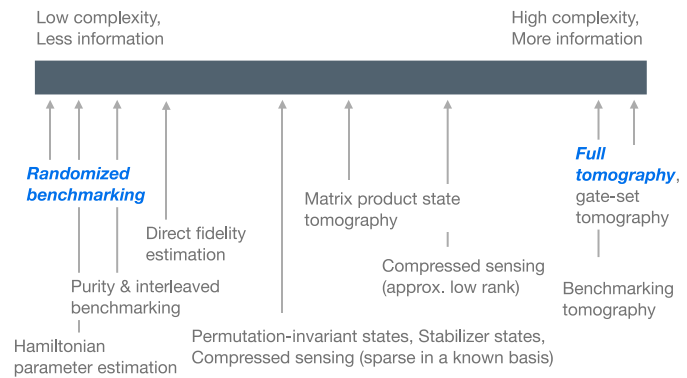 Low complexity,
Less information
High complexity,
More information
Randomized
benchmarking
Full
tomography,
gate-set
tomography
Matrix product state
tomography
Direct fidelity
estimation
Compressed sensing
(approx. low rank)
Purity & interleaved
benchmarking
Benchmarking
tomography
Permutation-invariant states, Stabilizer states,
Compressed sensing (sparse in a known basis)
Hamiltonian
parameter estimation